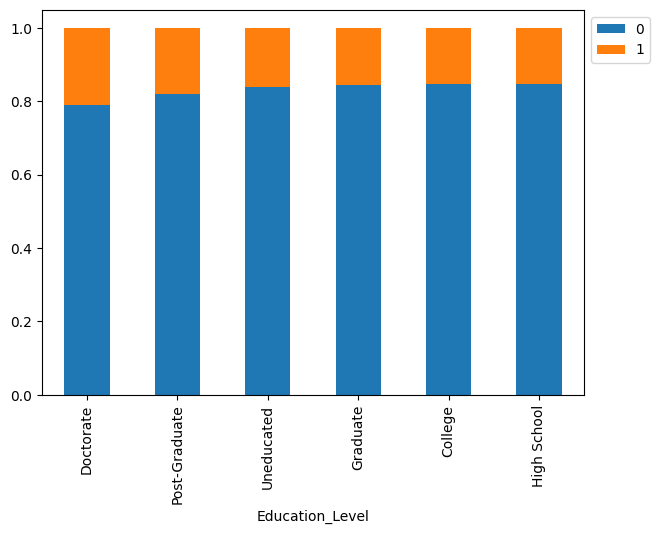 1.0
0.8
0.6
0.4
0.2
0.0
0
1
Doctorate
Post-Graduate
Uneducated
Graduate
College
High School
Education_Level